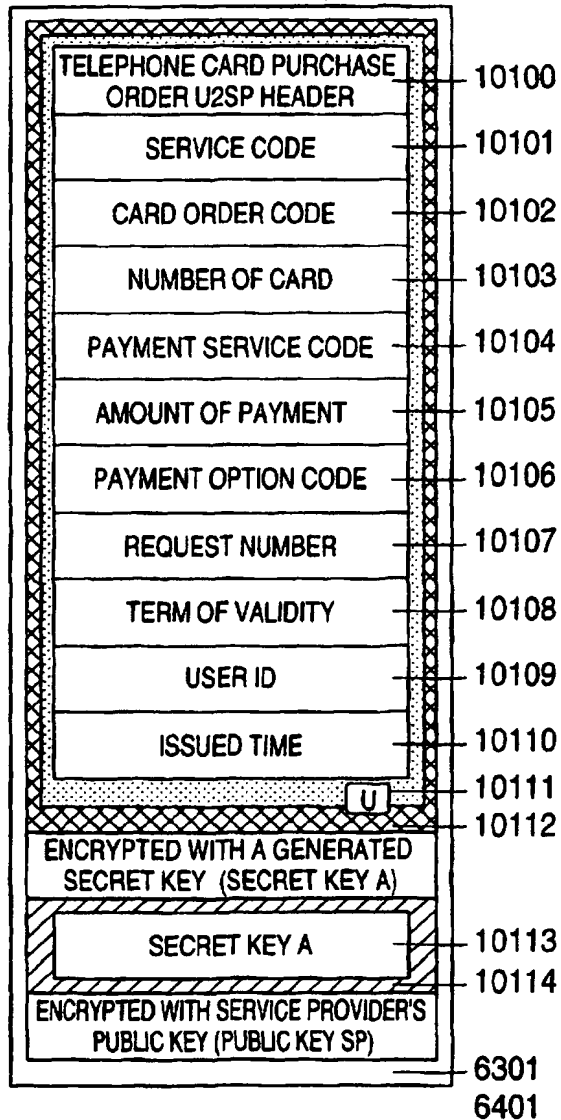 TELEPHONE CARD PURCHASE
ORDER U2SP HEADER
10100
SERVICE CODE
10101
CARD ORDER CODE
10102
NUMBER OF CARD
10103
PAYMENT SERVICE CODE
10104
AMOUNT OF PAYMENT
10105
PAYMENT OPTION CODE
10106
REQUEST NUMBER
10107
TERM OF VALIDITY
10108
USER ID
10109
ISSUED TIME
10110
U
10111
10112
ENCRYPTED WITH A GENERATED
SECRET KEY (SECRET KEY A)
SECRET KEY A
10113
10114
ENCRYPTED WITH SERVICE PROVIDER'S
PUBLIC KEY (PUBLIC KEY SP)
6301
6401